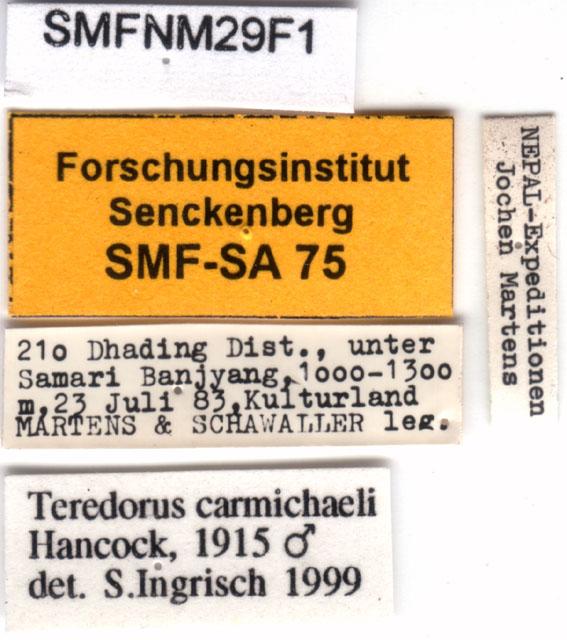 SMFNM29F1
Forschungsinstitut
Senckenberg
SMF-SA 75
NEPAL-Expeditionen
Jochen Martens
21o Dhading Dist., unter
Samari Banjyang,1ooo-13oo
m,23 Juli 83,Kulturland
MARTENS & SCHAWALLER leg.
Teredorus carmichaeli
Hancock, 1915 ♂
det. S.Ingrisch 1999